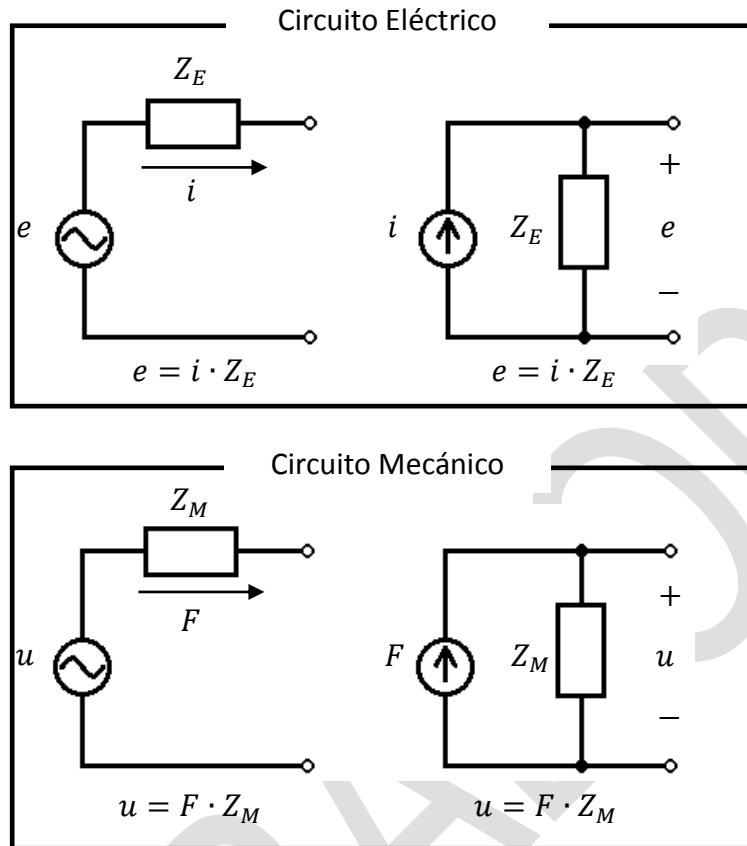 Circuito Eléctrico
Z_E
i
e
i
Z_E
+
e
−
e = i · Z_E
e = i · Z_E
Circuito Mecánico
Z_M
F
u
F
Z_M
+
u
−
u = F · Z_M
u = F · Z_M